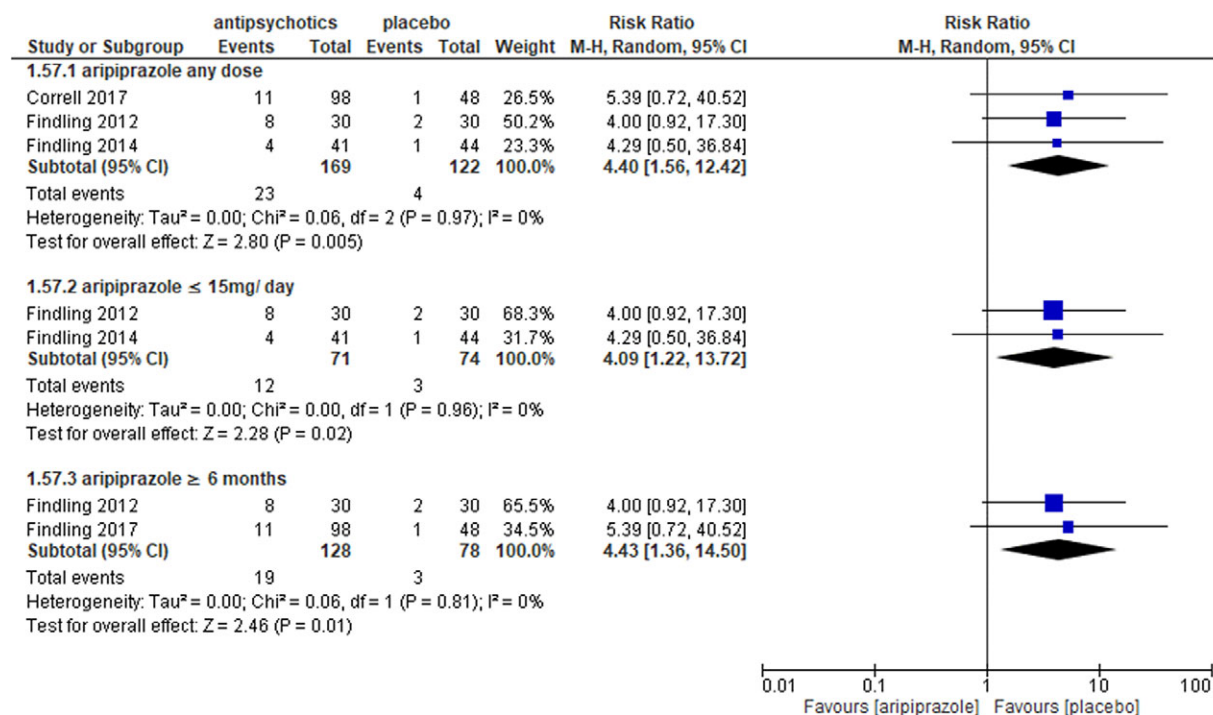 antipsychotics placebo Risk Ratio Risk Ratio
Study or Subgroup Events Total Events Total Weight M-H, Random, 95% CI M-H, Random, 95% CI
1.57.1 aripiprazole any dose
Correll 2017 11 98 1 48 26.5% 5.39 [0.72, 40.52]
Findling 2012 8 30 2 30 50.2% 4.00 [0.92, 17.30]
Findling 2014 4 41 1 44 23.3% 4.29 [0.50, 36.84]
Subtotal (95% CI) 169 122 100.0% 4.40 [1.56, 12.42]
Total events 23 4
Heterogeneity: Tau² = 0.00; Chi² = 0.06, df = 2 (P = 0.97); I² = 0%
Test for overall effect: Z = 2.80 (P = 0.005)
1.57.2 aripiprazole ≤ 15mg/ day
Findling 2012 8 30 2 30 68.3% 4.00 [0.92, 17.30]
Findling 2014 4 41 1 44 31.7% 4.29 [0.50, 36.84]
Subtotal (95% CI) 71 74 100.0% 4.09 [1.22, 13.72]
Total events 12 3
Heterogeneity: Tau² = 0.00; Chi² = 0.00, df = 1 (P = 0.96); I² = 0%
Test for overall effect: Z = 2.28 (P = 0.02)
1.57.3 aripiprazole ≥ 6 months
Findling 2012 8 30 2 30 65.5% 4.00 [0.92, 17.30]
Findling 2017 11 98 1 48 34.5% 5.39 [0.72, 40.52]
Subtotal (95% CI) 128 78 100.0% 4.43 [1.36, 14.50]
Total events 19 3
Heterogeneity: Tau² = 0.00; Chi² = 0.06, df = 1 (P = 0.81); I² = 0%
Test for overall effect: Z = 2.46 (P = 0.01)
0.01 0.1 1 10 100
Favours [aripiprazole] Favours [placebo]